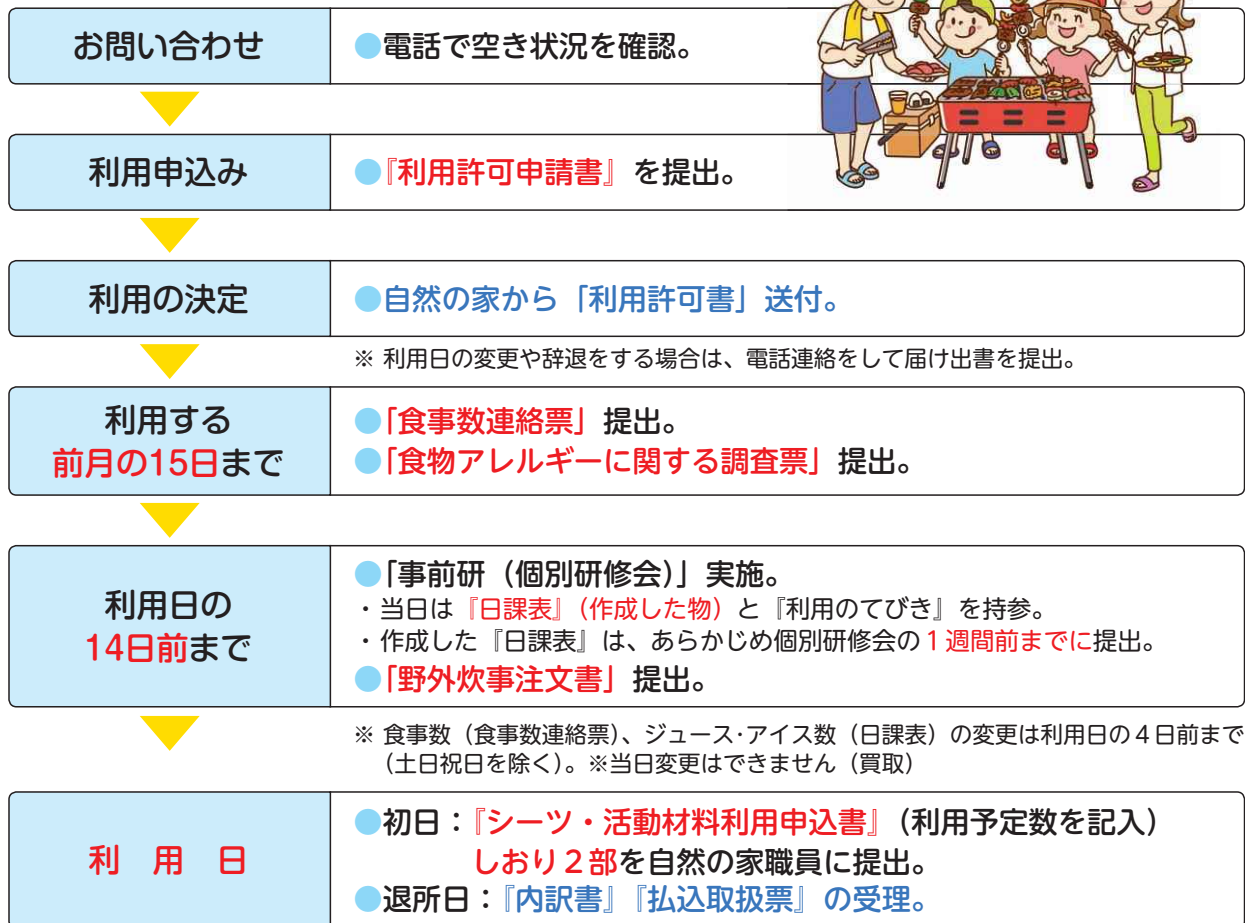 お問い合わせ
●電話で空き状況を確認。
利用申込み
●『利用許可申請書』を提出。
利用の決定
●自然の家から「利用許可書」送付。
※ 利用日の変更や辞退をする場合は、電話連絡をして届け出書を提出。
利用する
前月の15日まで
●「食事数連絡票」提出。
●「食物アレルギーに関する調査票」提出。
利用日の
14日前まで
●「事前研（個別研修会）」実施。
・当日は『日課表』（作成した物）と『利用のてびき』を持参。
・作成した『日課表』は、あらかじめ個別研修会の１週間前までに提出。
●「野外炊事注文書」提出。
※ 食事数（食事数連絡票）、ジュース・アイス数（日課表）の変更は利用日の４日前まで
（土日祝日を除く）。※当日変更はできません（買取）
利　用　日
●初日：『シーツ・活動材料利用申込書』（利用予定数を記入）
しおり２部を自然の家職員に提出。
●退所日：『内訳書』『払込取扱票』の受理。